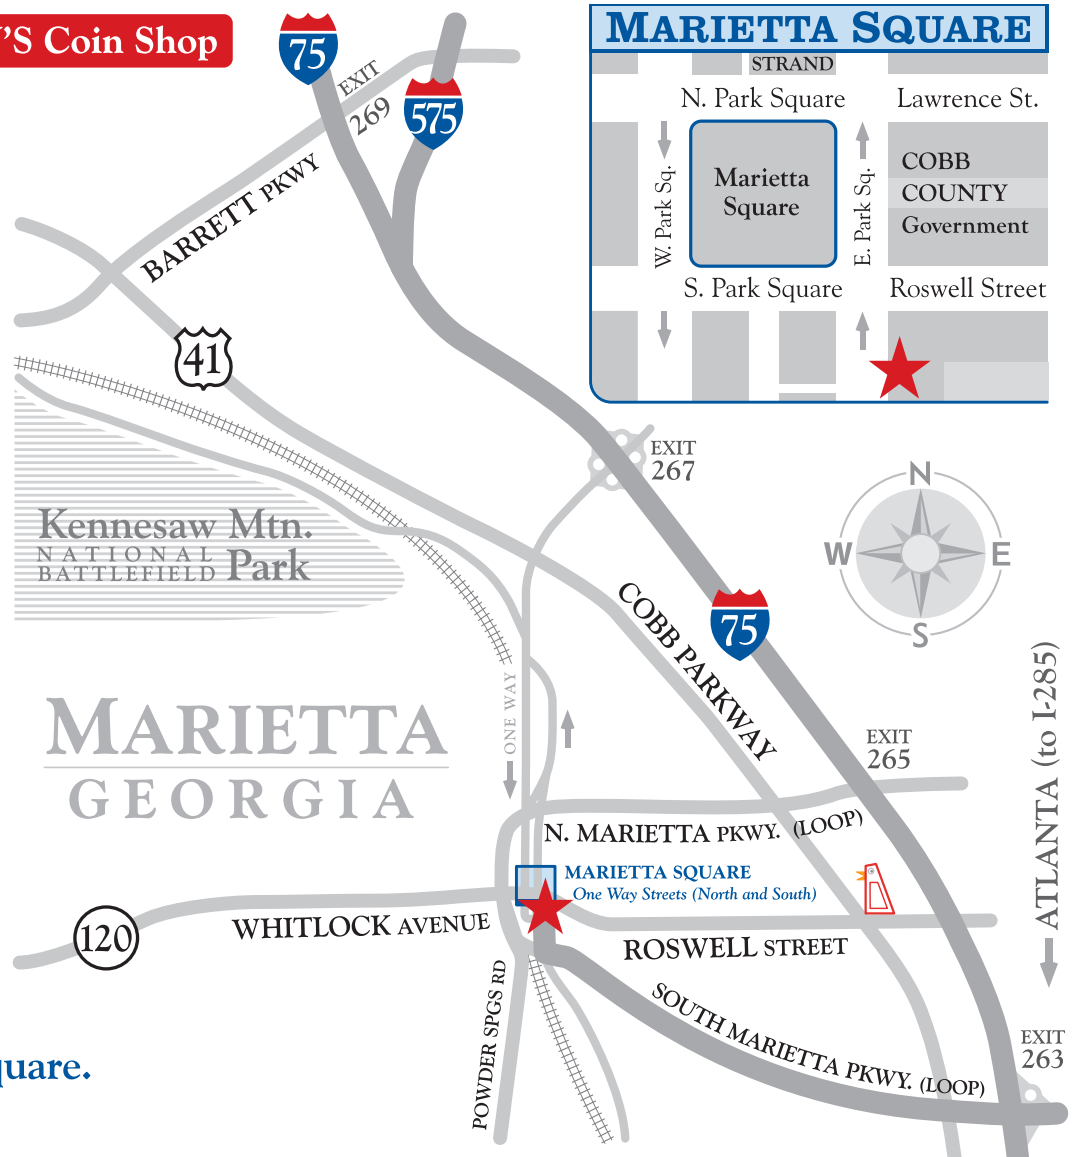 'S Coin Shop
75
EXIT
269
575
BARRETT PKWY
41
MARIETTA SQUARE
STRAND
N. Park Square
Lawrence St.
W. Park Sq.
Marietta
Square
E. Park Sq.
COBB
COUNTY
Government
S. Park Square
Roswell Street
EXIT
267
Kennesaw Mtn.
NATIONAL
BATTLEFIELD Park
N
W
E
S
COBB PARKWAY
75
MARIETTA
GEORGIA
ONE WAY
EXIT
265
ATLANTA (to I-285)
N. MARIETTA PKWY. (LOOP)
MARIETTA SQUARE
One Way Streets (North and South)
120
WHITLOCK AVENUE
ROSWELL STREET
POWDER SPGS RD
SOUTH MARIETTA PKWY. (LOOP)
EXIT
263
quare.